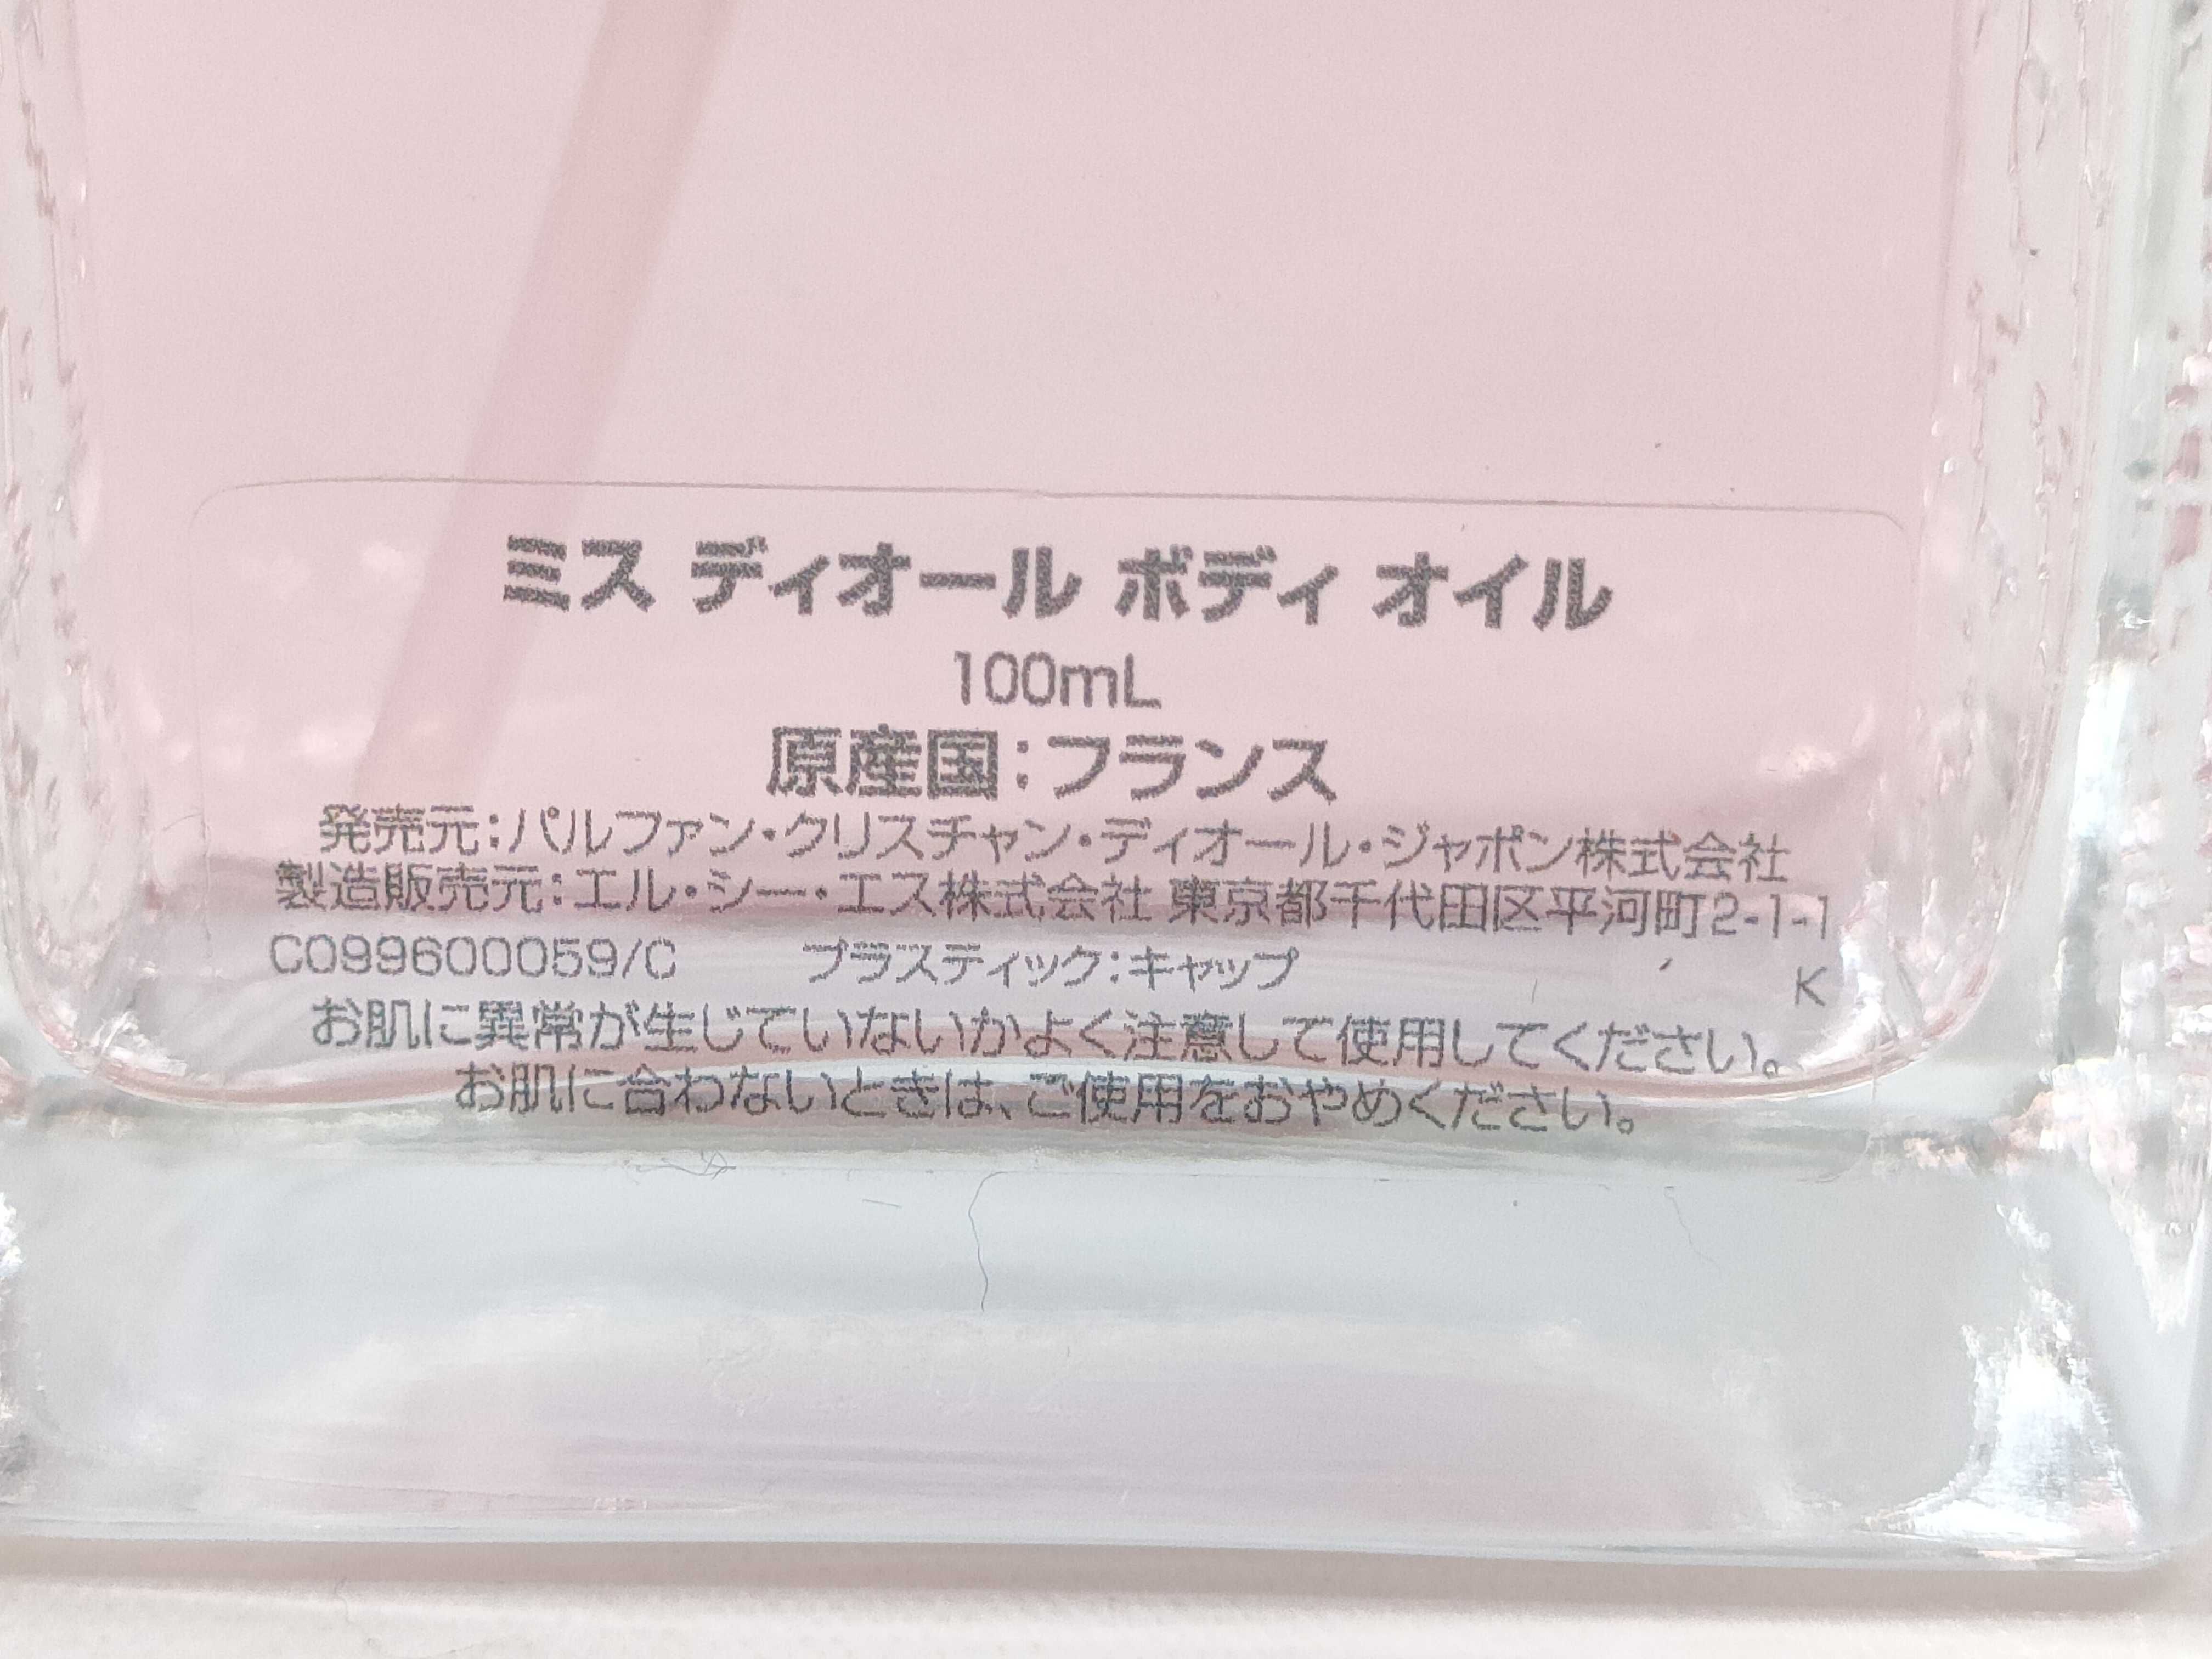 ミス ディオール ボディ オイル
100mL
原産国：フランス
発売元：パルファン・クリスチャン・ディオール・ジャポン株式会社
製造販売元：エル・シー・エス株式会社 東京都千代田区平河町2-1-1
C099600059/C プラスティック：キャップ K
お肌に異常が生じていないかよく注意して使用してください。
お肌に合わないときは、ご使用をおやめください。